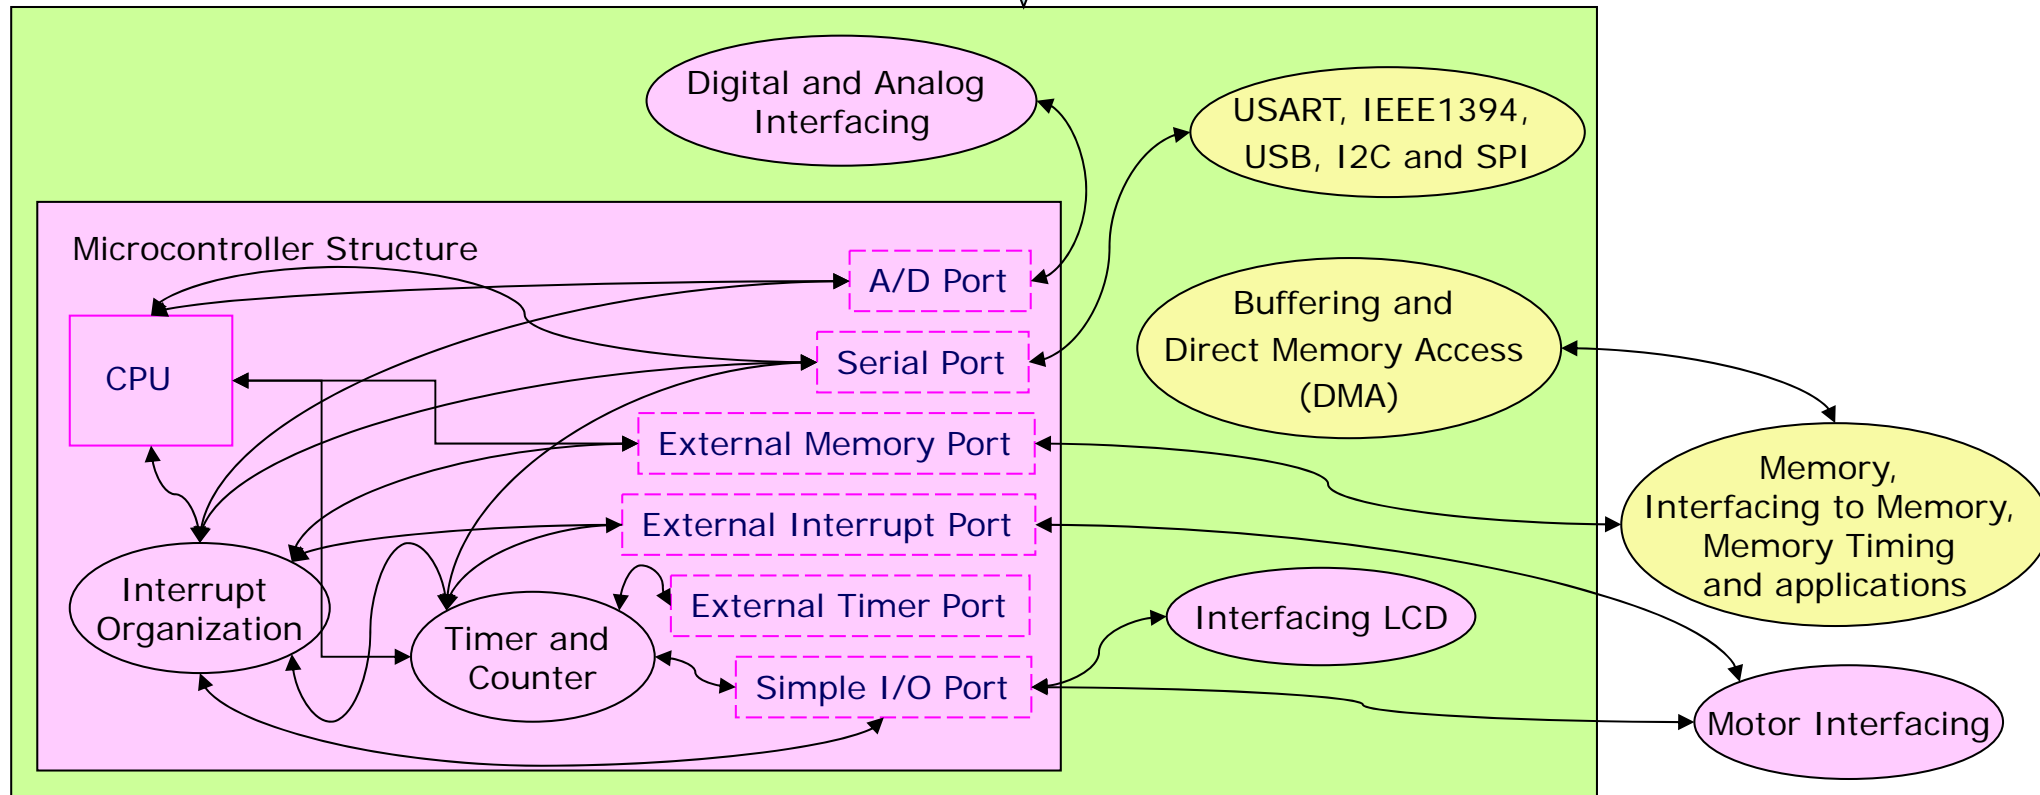 Digital and Analog
Interfacing
USART, IEEE1394,
USB, I2C and SPI
Microcontroller Structure
A/D Port
Buffering and
Direct Memory Access
(DMA)
CPU
Serial Port
External Memory Port
Memory,
Interfacing to Memory,
Memory Timing
and applications
External Interrupt Port
Interrupt
Organization
External Timer Port
Interfacing LCD
Timer and
Counter
Simple I/O Port
Motor Interfacing